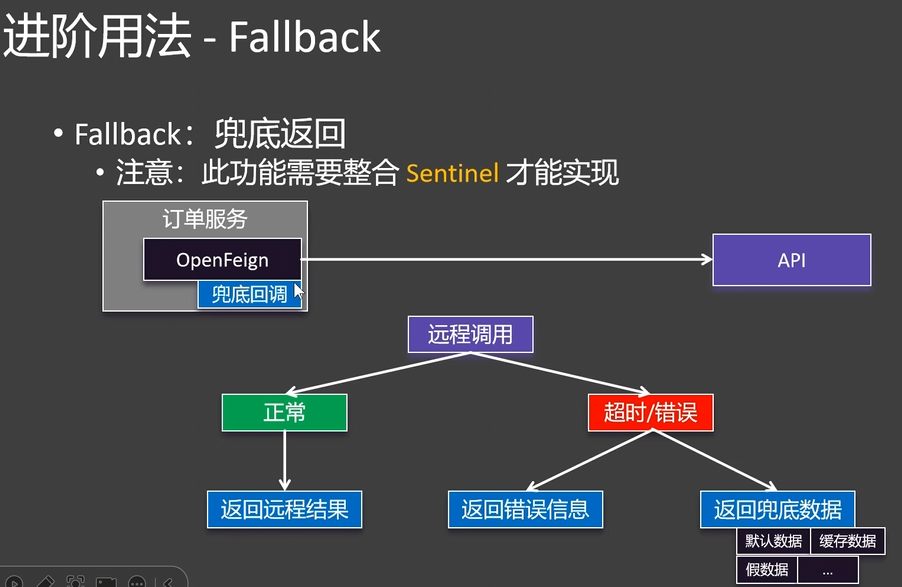 进阶用法 - Fallback
• Fallback：兜底返回
• 注意：此功能需要整合 Sentinel 才能实现
订单服务
OpenFeign
API
兜底回调
远程调用
正常
超时/错误
返回远程结果
返回错误信息
返回兜底数据
默认数据
缓存数据
假数据
...